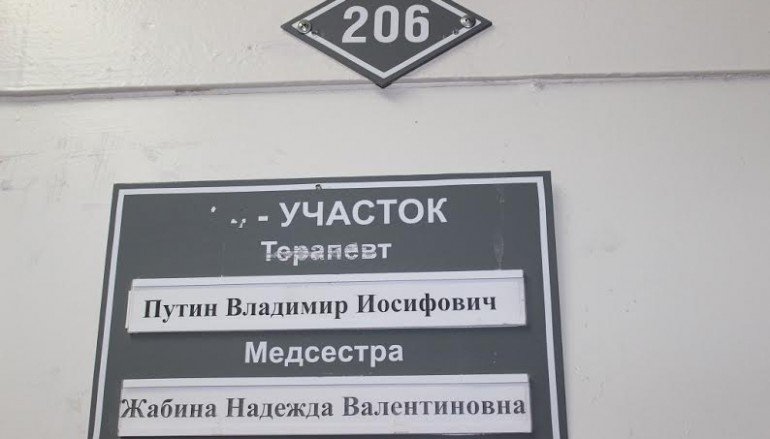 206
- УЧАСТОК
Терапевт
Путин Владимир Иосифович
Медсестра
Жабина Надежда Валентиновна